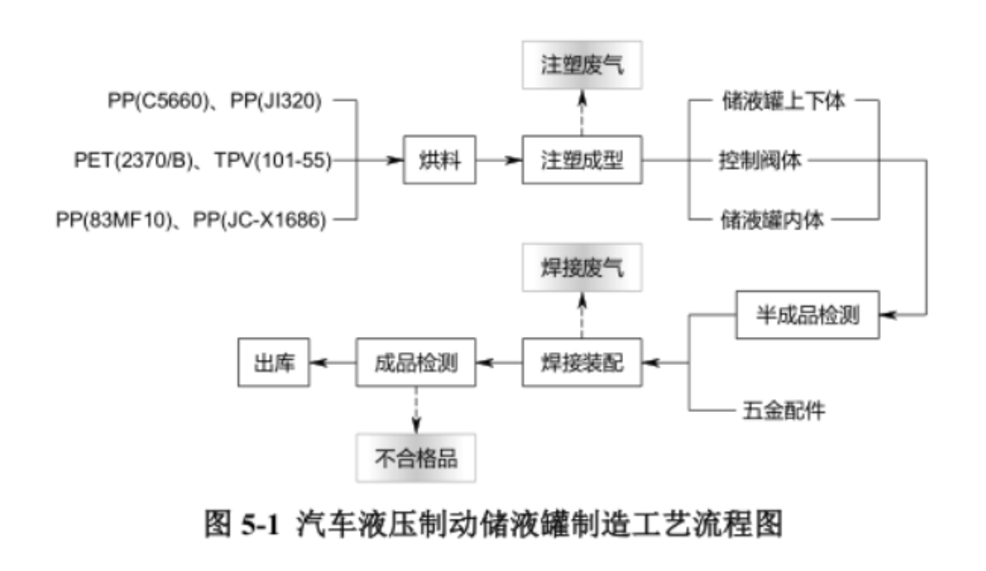 注塑废气
PP(C5660)、PP(JI320)
储液罐上下体
PET(2370/B)、TPV(101-55)
烘料
注塑成型
控制阀体
PP(83MF10)、PP(JC-X1686)
储液罐内体
焊接废气
半成品检测
出库
成品检测
焊接装配
五金配件
不合格品
图 5-1 汽车液压制动储液罐制造工艺流程图